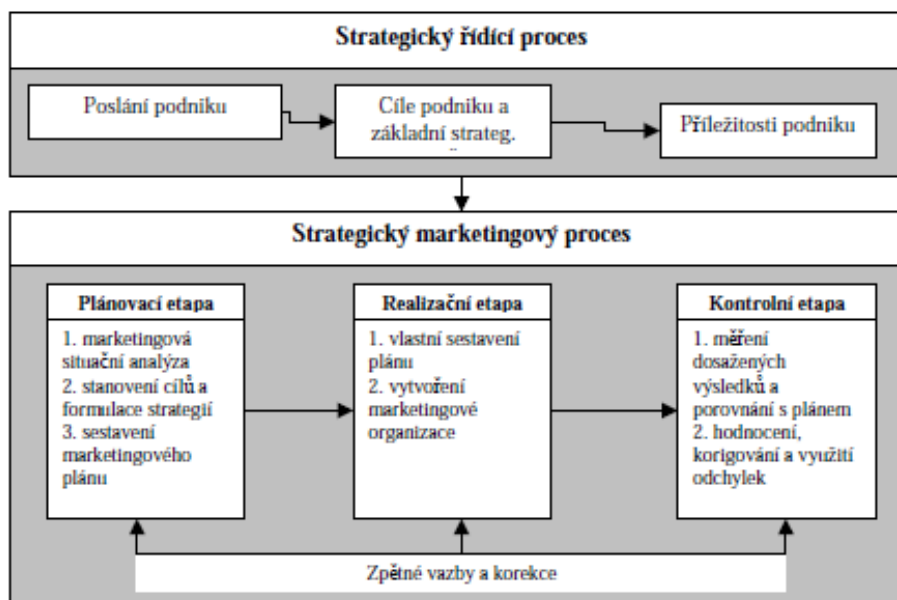 Strategický řídící proces
Poslání podniku
Cíle podniku a
základní strateg.
Příležitosti podniku
Strategický marketingový proces
Plánovací etapa
1. marketingová
situační analýza
2. stanovení cílů a
formulace strategií
3. sestavení
marketingového
plánu
Realizační etapa
1. vlastní sestavení
plánu
2. vytvoření
marketingové
organizace
Kontrolní etapa
1. měření
dosažených
výsledků a
porovnání s plánem
2. hodnocení,
korigování a využití
odchylek
Zpětné vazby a korekce